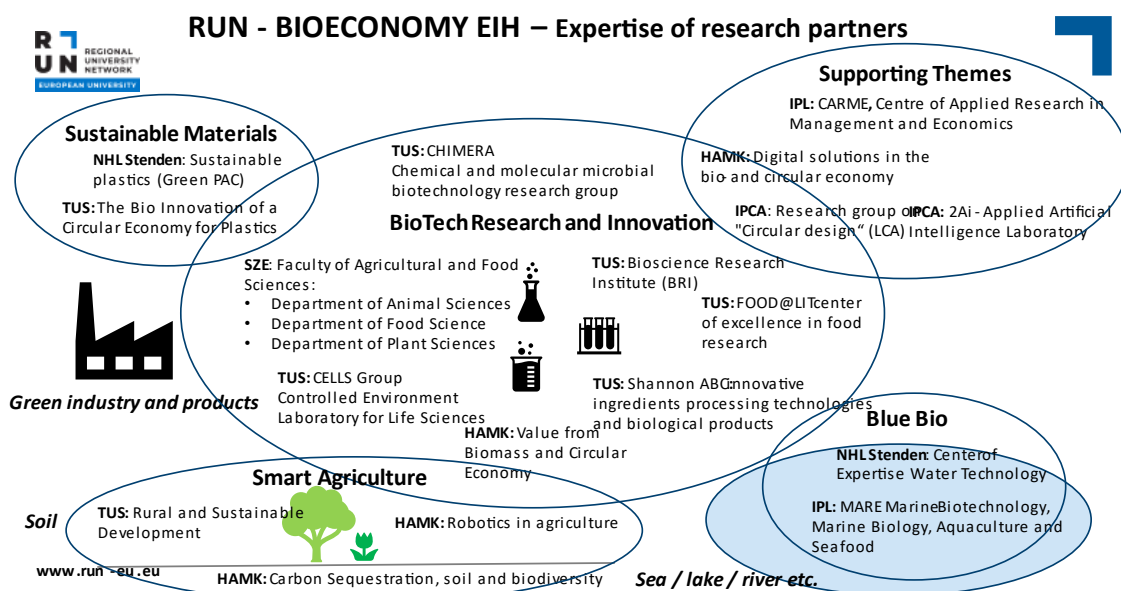 RUN - BIOECONOMY EIH – Expertise of research partners
R UN
REGIONAL
UNIVERSITY
NETWORK
EUROPEAN UNIVERSITY
Supporting Themes
IPL: CARME, Centre of Applied Research in
Management and Economics
HAMK: Digital solutions in the
bio- and circular economy
IPCA: Research group on
"Circular design“ (LCA)
IPCA: 2Ai - Applied Artificial
Intelligence Laboratory
Sustainable Materials
NHL Stenden: Sustainable
plastics (Green PAC)
TUS: The Bio Innovation of a
Circular Economy for Plastics
TUS: CHIMERA
Chemical and molecular microbial
biotechnology research group
BioTech Research and Innovation
SZE: Faculty of Agricultural and Food
Sciences:
• Department of Animal Sciences
• Department of Food Science
• Department of Plant Sciences
TUS: Bioscience Research
Institute (BRI)
TUS: FOOD@LIT center
of excellence in food
research
TUS: CELLS Group
Controlled Environment
Laboratory for Life Sciences
TUS: Shannon ABC: innovative
ingredients processing technologies
and biological products
HAMK: Value from
Biomass and Circular
Economy
Green industry and products
Blue Bio
NHL Stenden: Center of
Expertise Water Technology
IPL: MARE Marine Biotechnology,
Marine Biology, Aquaculture and
Seafood
Smart Agriculture
Soil
TUS: Rural and Sustainable
Development
HAMK: Robotics in agriculture
www.run-eu.eu
HAMK: Carbon Sequestration, soil and biodiversity
Sea / lake / river etc.